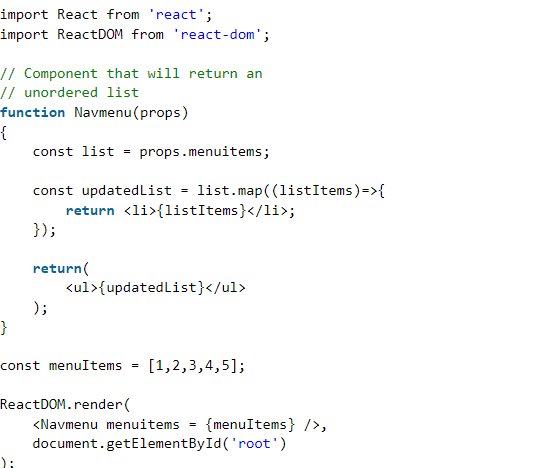 import React from 'react';
import ReactDOM from 'react-dom';

// Component that will return an
// unordered list
function Navmenu(props)
{
    const list = props.menuitems;

    const updatedList = list.map((listItems)=>{
        return <li>{listItems}</li>;
    });

    return(
        <ul>{updatedList}</ul>
    );
}

const menuItems = [1,2,3,4,5];

ReactDOM.render(
    <Navmenu menuitems = {menuItems} />,
    document.getElementById('root')
);